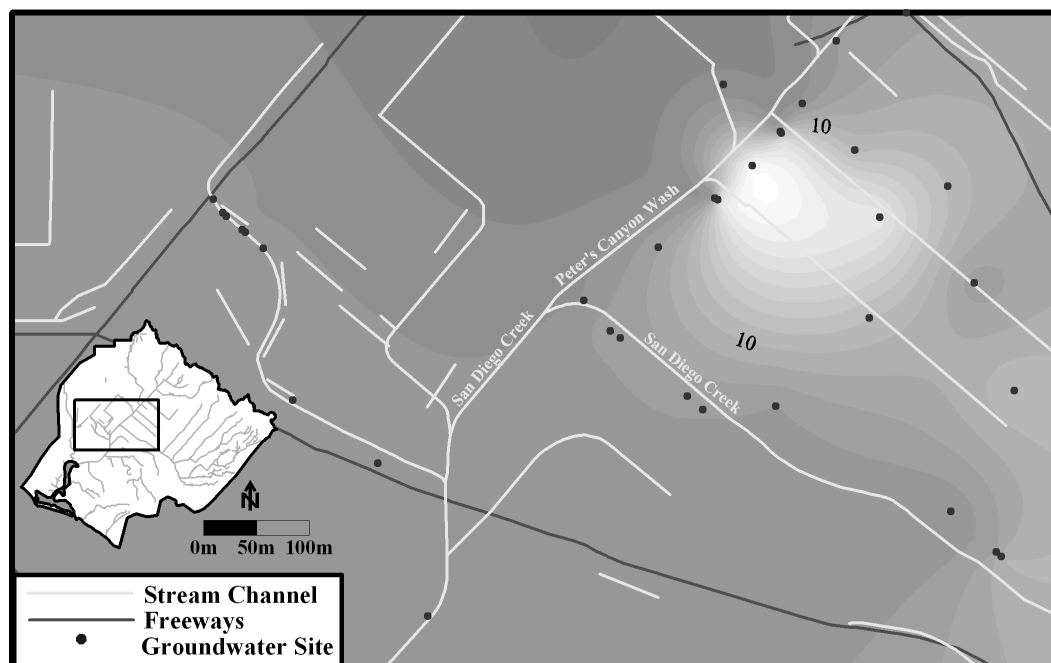 10
Peter's Canyon Wash
10
San Diego Creek
San Diego Creek
N
0m 50m 100m
Stream Channel
Freeways
Groundwater Site